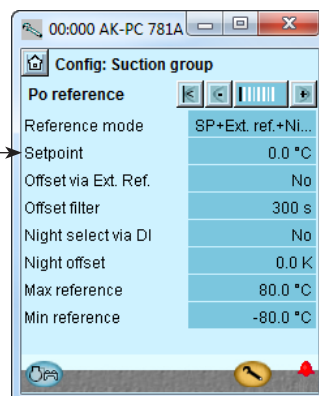 00:000 AK-PC 781A
Config: Suction group
Po reference
Reference mode SP+Ext. ref.+Ni...
Setpoint 0.0 °C
Offset via Ext. Ref. No
Offset filter 300 s
Night select via DI No
Night offset 0.0 K
Max reference 80.0 °C
Min reference -80.0 °C